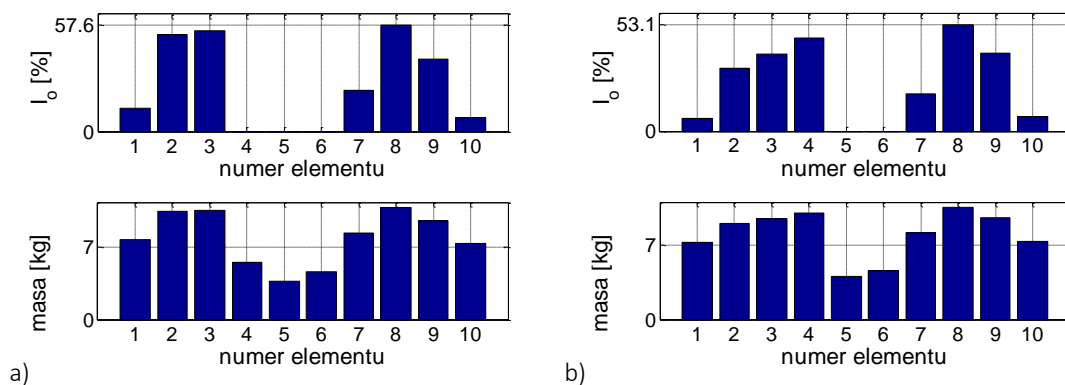 57.6
I_o [%]
0
1 2 3 4 5 6 7 8 9 10
numer elementu
7
masa [kg]
0
1 2 3 4 5 6 7 8 9 10
numer elementu
a)
53.1
I_o [%]
0
1 2 3 4 5 6 7 8 9 10
numer elementu
7
masa [kg]
0
1 2 3 4 5 6 7 8 9 10
numer elementu
b)